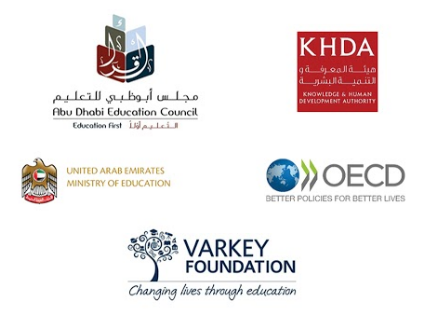 اقرأ
مجلس أبوظبي للتعليم
Abu Dhabi Education Council
Education First التعليم أولاً
KHDA
هيئة المعرفة و
التنمية البشرية
KNOWLEDGE & HUMAN
DEVELOPMENT AUTHORITY
UNITED ARAB EMIRATES
MINISTRY OF EDUCATION
OECD
BETTER POLICIES FOR BETTER LIVES
VARKEY
FOUNDATION
Changing lives through education